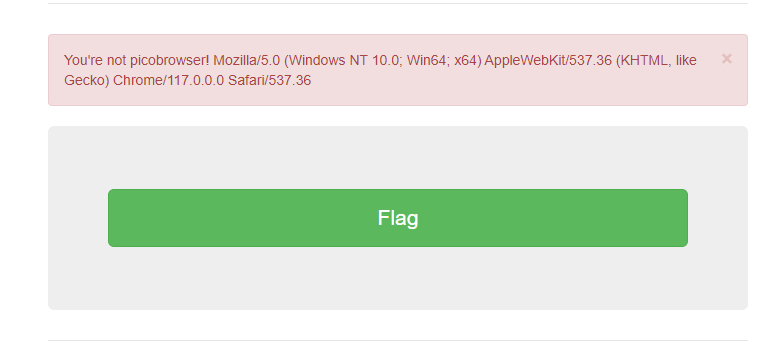 You're not picobrowser! Mozilla/5.0 (Windows NT 10.0; Win64; x64) AppleWebKit/537.36 (KHTML, like
Gecko) Chrome/117.0.0.0 Safari/537.36
Flag